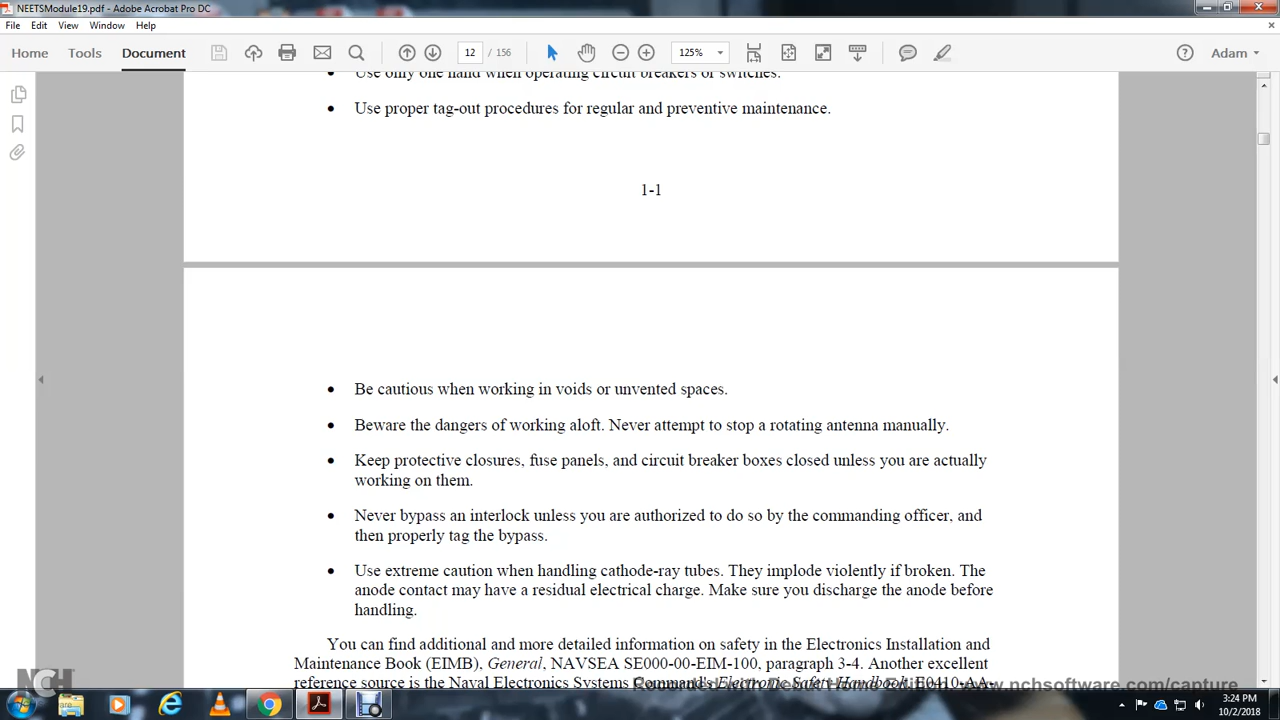 NEETSModule19.pdf - Adobe Acrobat Pro DC
File Edit View Window Help
Home Tools Document 12 / 156 125% Adam
• Use only one hand when operating circuit breakers or switches.
• Use proper tag-out procedures for regular and preventive maintenance.
1-1
• Be cautious when working in voids or unvented spaces.
• Beware the dangers of working aloft. Never attempt to stop a rotating antenna manually.
• Keep protective closures, fuse panels, and circuit breaker boxes closed unless you are actually
working on them.
• Never bypass an interlock unless you are authorized to do so by the commanding officer, and
then properly tag the bypass.
• Use extreme caution when handling cathode-ray tubes. They implode violently if broken. The
anode contact may have a residual electrical charge. Make sure you discharge the anode before
handling.
You can find additional and more detailed information on safety in the Electronics Installation and
Maintenance Book (EIMB), General, NAVSEA SE000-00-EIM-100, paragraph 3-4. Another excellent
reference source is the Naval Electronics Systems Command's Electronic Safety Handbook, E0410-AA-
www.nchsoftware.com/capture
NCH
3:24 PM
10/2/2018